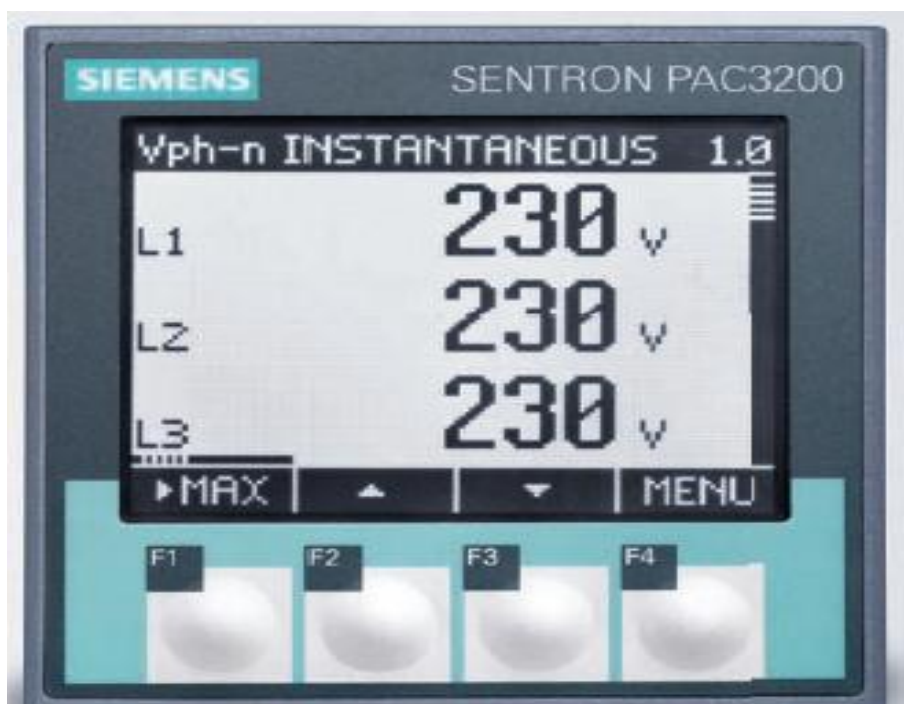 SIEMENS SENTRON PAC3200
Vph-n INSTANTANEOUS 1.0
L1 230 V
L2 230 V
L3 230 V
▶MAX ▲ ▼ MENU
F1 F2 F3 F4